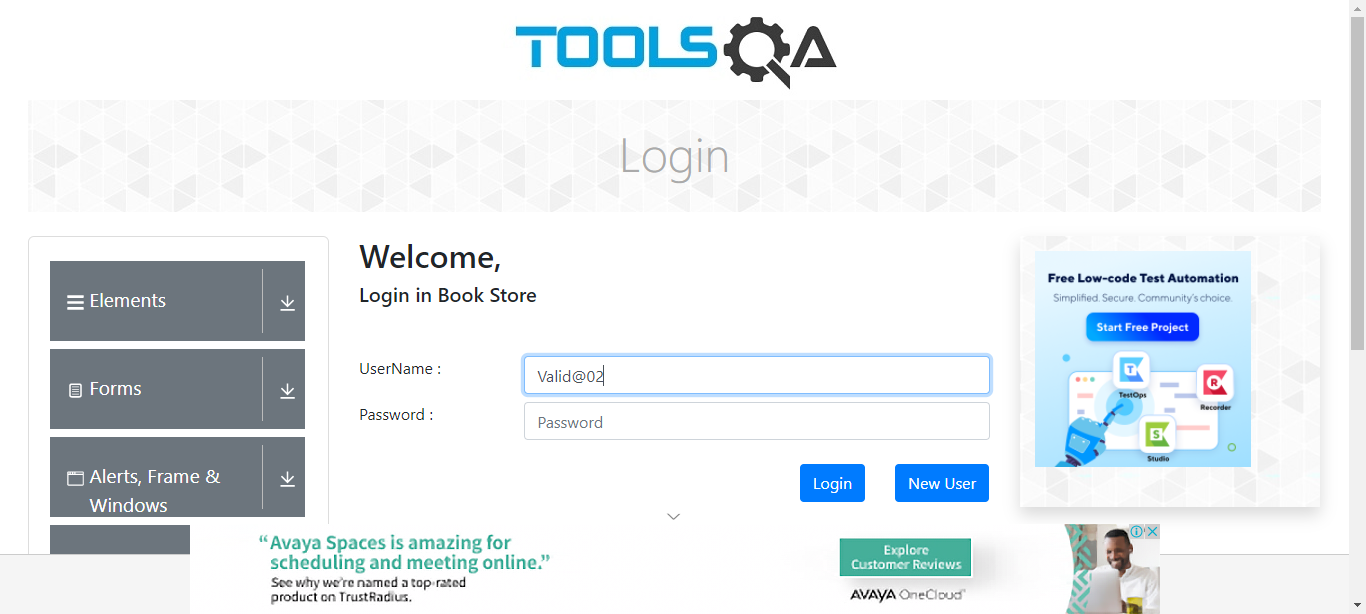 TOOLSQA
Login
Elements
Forms
Alerts, Frame &
Windows
Welcome,
Login in Book Store
UserName :
Valid@02
Password :
Password
Login
New User
Free Low-code Test Automation
Simplified. Secure. Community's choice.
Start Free Project
TestOps
Recorder
Studio
“Avaya Spaces is amazing for
scheduling and meeting online.”
See why we're named a top-rated
product on TrustRadius.
Explore
Customer Reviews
AVAYA OneCloud